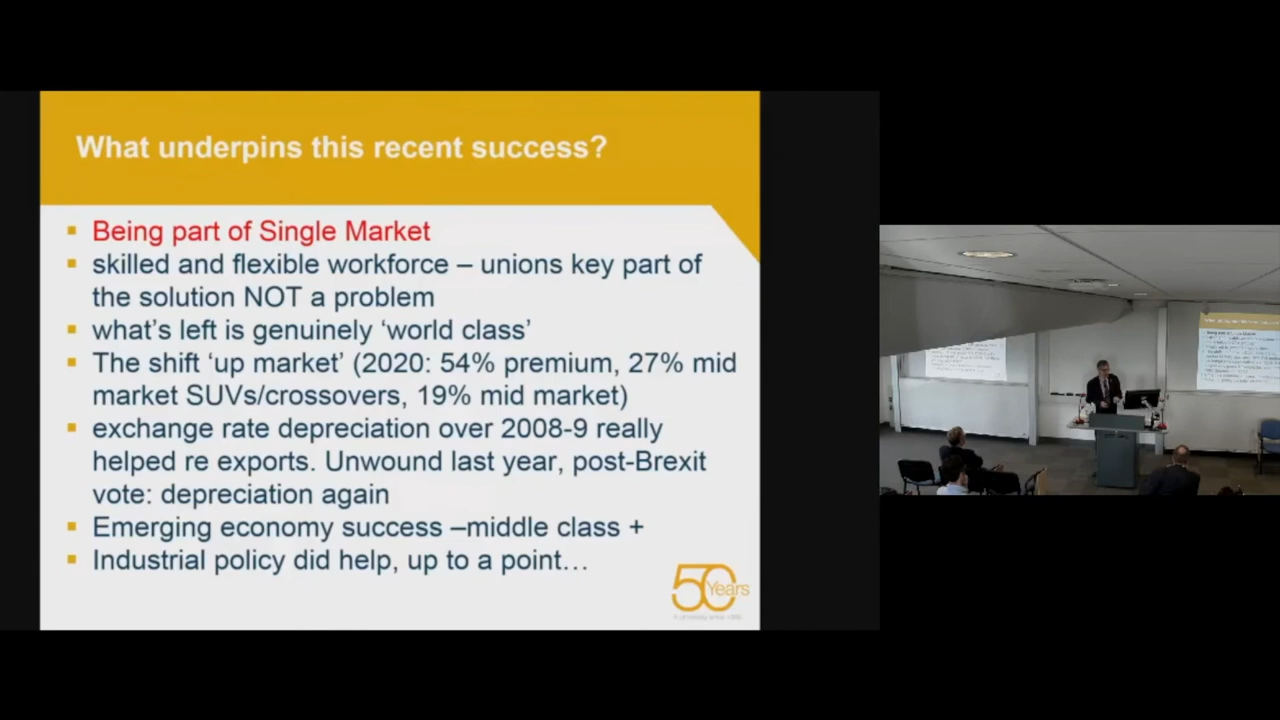 What underpins this recent success?
Being part of Single Market
skilled and flexible workforce – unions key part of
the solution NOT a problem
what's left is genuinely 'world class'
The shift 'up market' (2020: 54% premium, 27% mid
market SUVs/crossovers, 19% mid market)
exchange rate depreciation over 2008-9 really
helped re exports. Unwound last year, post-Brexit
vote: depreciation again
Emerging economy success –middle class +
Industrial policy did help, up to a point…
50 Years